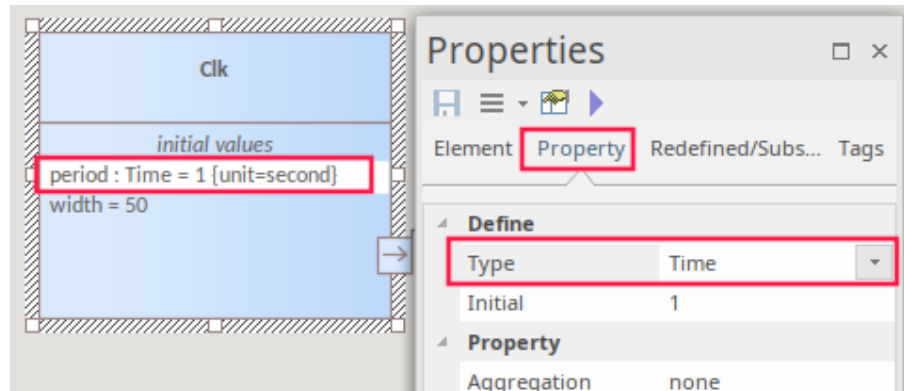 Clk
initial values
period : Time = 1 {unit=second}
width = 50
Properties
Element Property Redefined/Subs... Tags
Define
Type Time
Initial 1
Property
Aggregation none